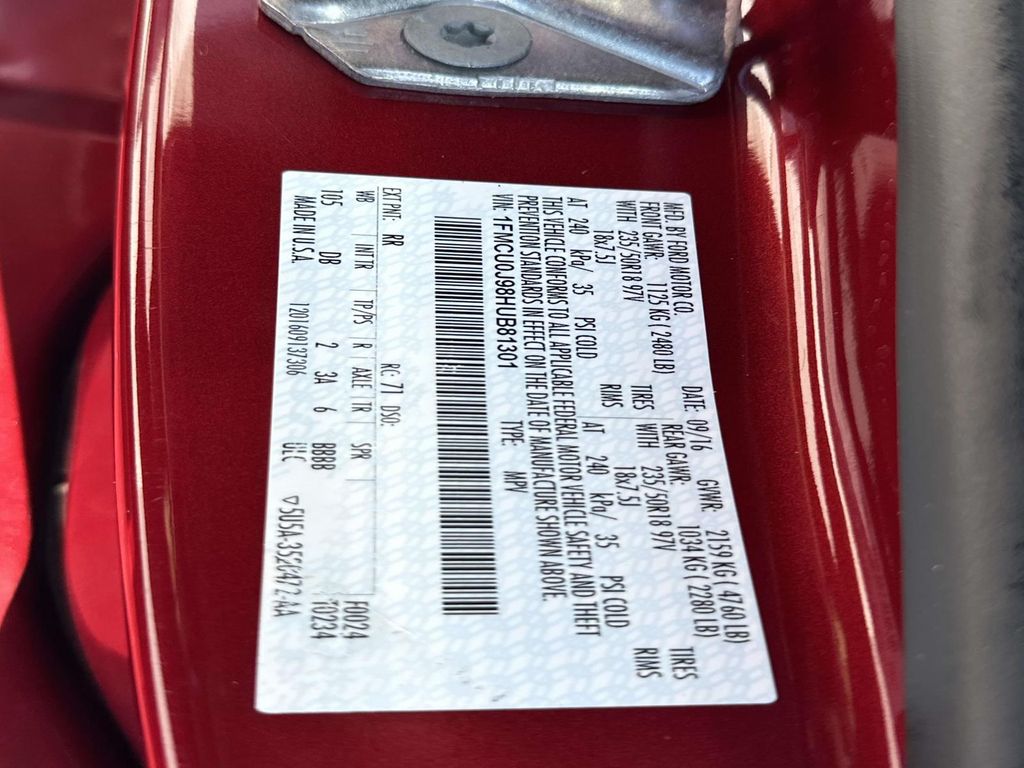 MFD. BY FORD MOTOR CO.
DATE: 09/16 GVWR: 2159 KG ( 4760 LB)
FRONT GAWR: 1125 KG ( 2480 LB) REAR GAWR: 1034 KG ( 2280 LB)
WITH 235/50R18 97V TIRES WITH 235/50R18 97V TIRES
18x7.5J RIMS 18x7.5J RIMS
AT 240 kPa/ 35 PSI COLD AT 240 kPa/ 35 PSI COLD
THIS VEHICLE CONFORMS TO ALL APPLICABLE FEDERAL MOTOR VEHICLE SAFETY AND THEFT
PREVENTION STANDARDS IN EFFECT ON THE DATE OF MANUFACTURE SHOWN ABOVE.
VIN: 1FMCU0J98HUB81301 TYPE: MPV
EXT PNT: RR RC: 71 DSO: F0024
WB INT TR TP/PS R AXLE TR SPR T0234
105 DB 2 3A 6 BBBB
MADE IN U.S.A. 1201609137306 ULC